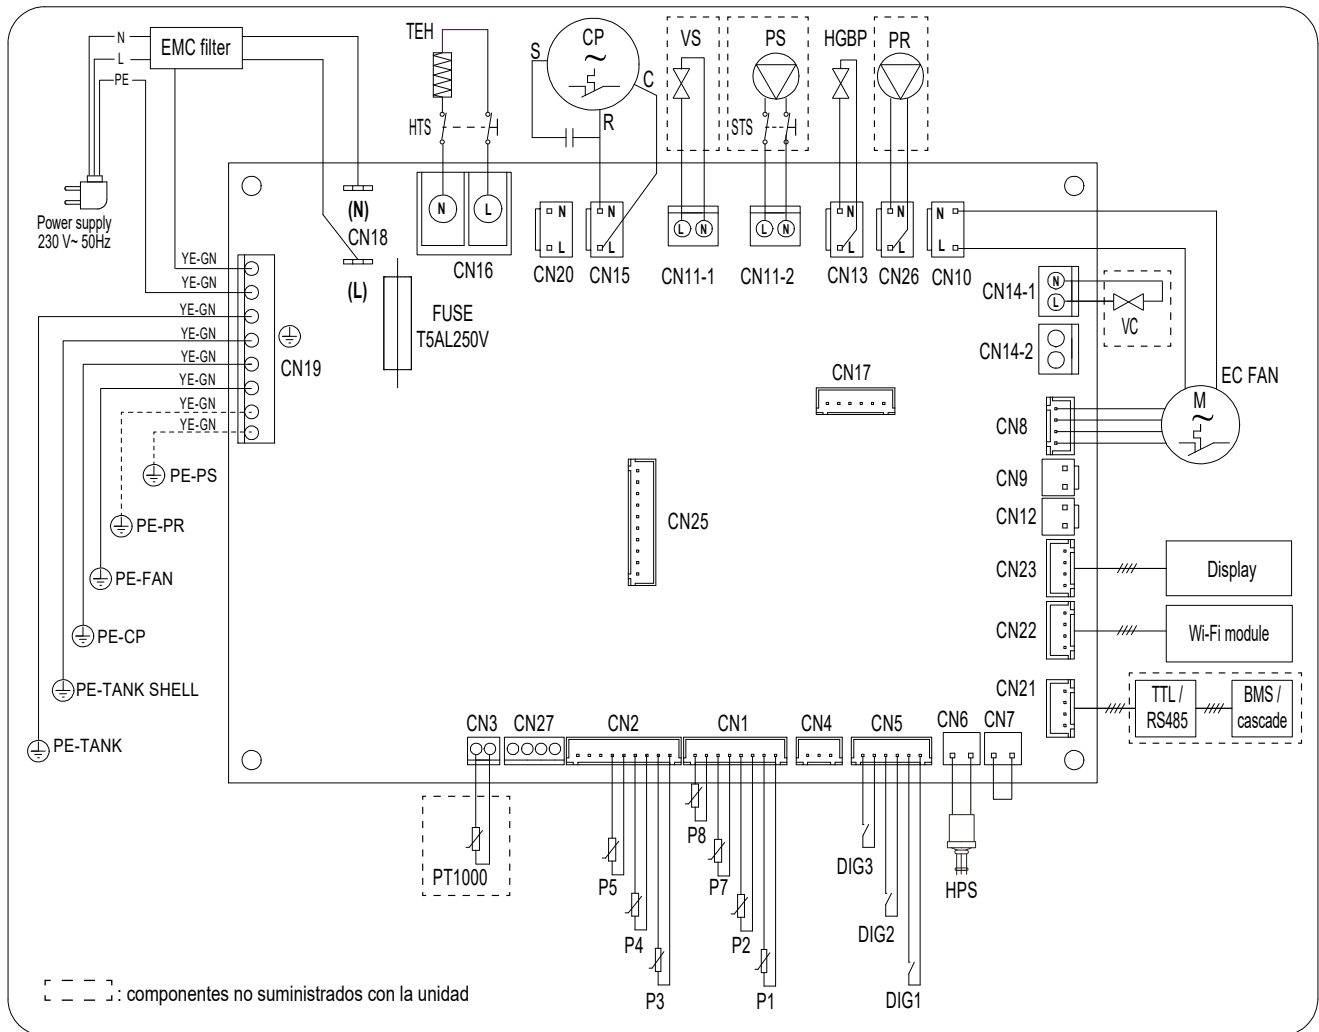 N
L
PE
EMC filter
Power supply
230 V~ 50Hz
TEH
HTS
S
CP
~
C
R
VS
PS
STS
HGBP
PR
(N)
CN18
(L)
N
L
CN16
N
L
CN20
N
L
CN15
L N
CN11-1
L N
CN11-2
N
L
CN13
N
L
CN26
N
L
CN10
CN14-1
N
L
VC
CN14-2
EC FAN
M
~
YE-GN
YE-GN
YE-GN
YE-GN
YE-GN
YE-GN
YE-GN
YE-GN
CN19
FUSE
T5AL250V
CN17
CN25
CN8
CN9
CN12
CN23
Display
CN22
Wi-Fi module
CN21
TTL /
RS485
BMS /
cascade
PE-PS
PE-PR
PE-FAN
PE-CP
PE-TANK SHELL
PE-TANK
CN3
CN27
CN2
CN1
CN4
CN5
CN6
CN7
PT1000
P5
P4
P3
P8
P7
P2
P1
DIG3
DIG2
DIG1
HPS
: componentes no suministrados con la unidad